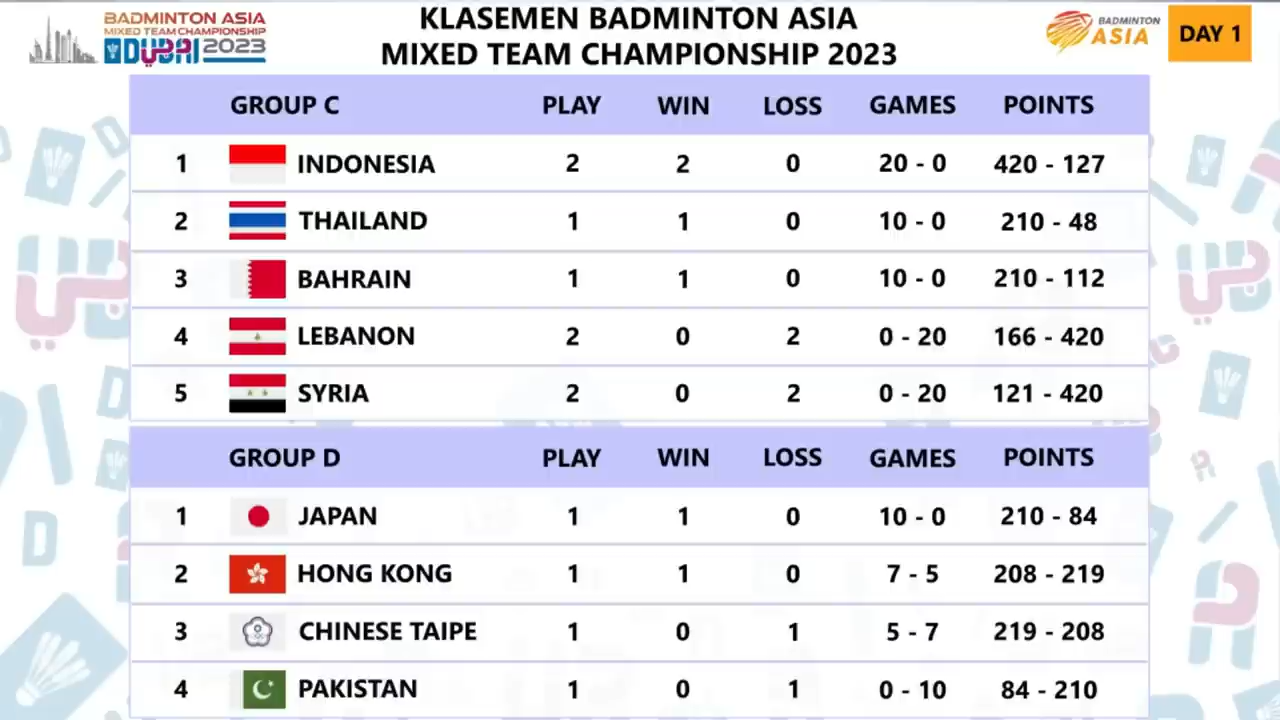 BADMINTON ASIA
MIXED TEAM CHAMPIONSHIP
DUBAI 2023
KLASEMEN BADMINTON ASIA
MIXED TEAM CHAMPIONSHIP 2023
BADMINTON
ASIA
DAY 1
GROUP C PLAY WIN LOSS GAMES POINTS
1 INDONESIA 2 2 0 20 - 0 420 - 127
2 THAILAND 1 1 0 10 - 0 210 - 48
3 BAHRAIN 1 1 0 10 - 0 210 - 112
4 LEBANON 2 0 2 0 - 20 166 - 420
5 SYRIA 2 0 2 0 - 20 121 - 420
GROUP D PLAY WIN LOSS GAMES POINTS
1 JAPAN 1 1 0 10 - 0 210 - 84
2 HONG KONG 1 1 0 7 - 5 208 - 219
3 CHINESE TAIPE 1 0 1 5 - 7 219 - 208
4 PAKISTAN 1 0 1 0 - 10 84 - 210